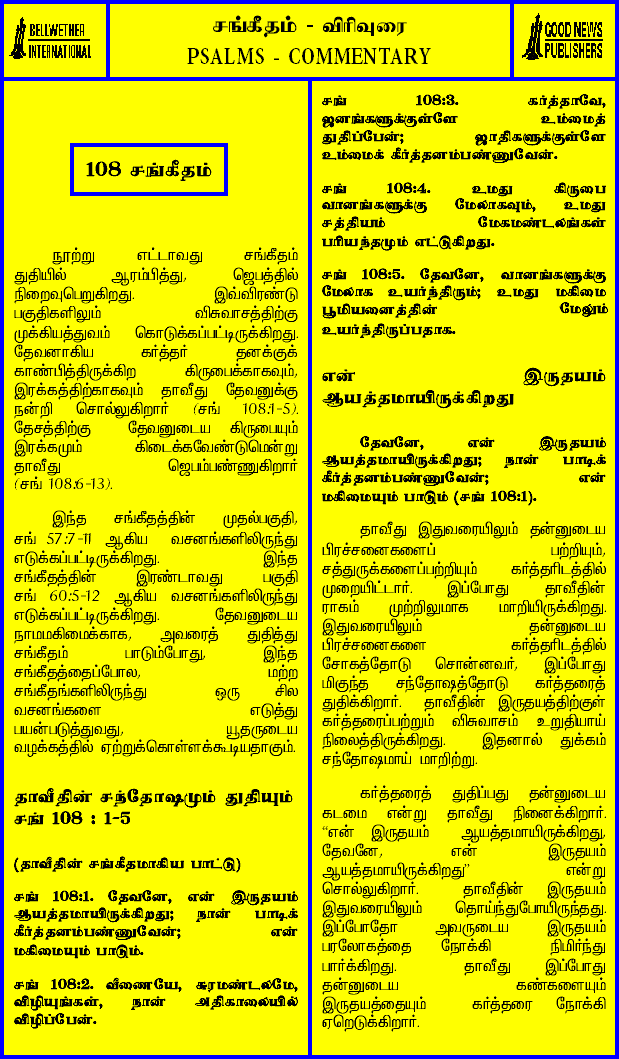 BELLWETHER
INTERNATIONAL
சங்கீதம் - விரிவுரை
PSALMS - COMMENTARY
GOOD NEWS
PUBLISHERS
108 சங்கீதம்
நூற்று எட்டாவது சங்கீதம்
துதியில் ஆரம்பித்து, ஜெபத்தில்
நிறைவுபெறுகிறது. இவ்விரண்டு
பகுதிகளிலும் விசுவாசத்திற்கு
முக்கியத்துவம் கொடுக்கப்பட்டிருக்கிறது.
தேவனாகிய கர்த்தர் தனக்குக்
காண்பித்திருக்கிற கிருபைக்காகவும்,
இரக்கத்திற்காகவும் தாவீது தேவனுக்கு
நன்றி சொல்லுகிறார் (சங் 108:1-5).
தேசத்திற்கு தேவனுடைய கிருபையும்
இரக்கமும் கிடைக்கவேண்டுமென்று
தாவீது ஜெபம்பண்ணுகிறார்
(சங் 108:6-13).
இந்த சங்கீதத்தின் முதல்பகுதி,
சங் 57:7-11 ஆகிய வசனங்களிலிருந்து
எடுக்கப்பட்டிருக்கிறது. இந்த
சங்கீதத்தின் இரண்டாவது பகுதி
சங் 60:5-12 ஆகிய வசனங்களிலிருந்து
எடுக்கப்பட்டிருக்கிறது. தேவனுடைய
நாமமகிமைக்காக, அவரைத் துதித்து
சங்கீதம் பாடும்போது, இந்த
சங்கீதத்தைப்போல, மற்ற
சங்கீதங்களிலிருந்து ஒரு சில
வசனங்களை எடுத்து
பயன்படுத்துவது, யூதருடைய
வழக்கத்தில் ஏற்றுக்கொள்ளக்கூடியதாகும்.
தாவீதின் சந்தோஷமும் துதியும்
சங் 108 : 1-5
(தாவீதின் சங்கீதமாகிய பாட்டு)
சங் 108:1. தேவனே, என் இருதயம்
ஆயத்தமாயிருக்கிறது; நான் பாடிக்
கீர்த்தனம்பண்ணுவேன்; என்
மகிமையும் பாடும்.
சங் 108:2. வீணையே, சுரமண்டலமே,
விழியுங்கள், நான் அதிகாலையில்
விழிப்பேன்.
சங் 108:3. கர்த்தாவே,
ஜனங்களுக்குள்ளே உம்மைத்
துதிப்பேன்; ஜாதிகளுக்குள்ளே
உம்மைக் கீர்த்தனம்பண்ணுவேன்.
சங் 108:4. உமது கிருபை
வானங்களுக்கு மேலாகவும், உமது
சத்தியம் மேகமண்டலங்கள்
பரியந்தமும் எட்டுகிறது.
சங் 108:5. தேவனே, வானங்களுக்கு
மேலாக உயர்ந்திரும்; உமது மகிமை
பூமியனைத்தின் மேலும்
உயர்ந்திருப்பதாக.
என் இருதயம்
ஆயத்தமாயிருக்கிறது
தேவனே, என் இருதயம்
ஆயத்தமாயிருக்கிறது; நான் பாடிக்
கீர்த்தனம்பண்ணுவேன்; என்
மகிமையும் பாடும் (சங் 108:1).
தாவீது இதுவரையிலும் தன்னுடைய
பிரச்சனைகளைப் பற்றியும்,
சத்துருக்களைப்பற்றியும் கர்த்தரிடத்தில்
முறையிட்டார். இப்போது தாவீதின்
ராகம் முற்றிலுமாக மாறியிருக்கிறது.
இதுவரையிலும் தன்னுடைய
பிரச்சனைகளை கர்த்தரிடத்தில்
சோகத்தோடு சொன்னவர், இப்போது
மிகுந்த சந்தோஷத்தோடு கர்த்தரைத்
துதிக்கிறார். தாவீதின் இருதயத்திற்குள்
கர்த்தரைப்பற்றும் விசுவாசம் உறுதியாய்
நிலைத்திருக்கிறது. இதனால் துக்கம்
சந்தோஷமாய் மாறிற்று.
கர்த்தரைத் துதிப்பது தன்னுடைய
கடமை என்று தாவீது நினைக்கிறார்.
“என் இருதயம் ஆயத்தமாயிருக்கிறது,
தேவனே, என் இருதயம்
ஆயத்தமாயிருக்கிறது” என்று
சொல்லுகிறார். தாவீதின் இருதயம்
இதுவரையிலும் தொய்ந்துபோயிருந்தது.
இப்போதோ அவருடைய இருதயம்
பரலோகத்தை நோக்கி நிமிர்ந்து
பார்க்கிறது. தாவீது இப்போது
தன்னுடைய கண்களையும்
இருதயத்தையும் கர்த்தரை நோக்கி
ஏறெடுக்கிறார்.